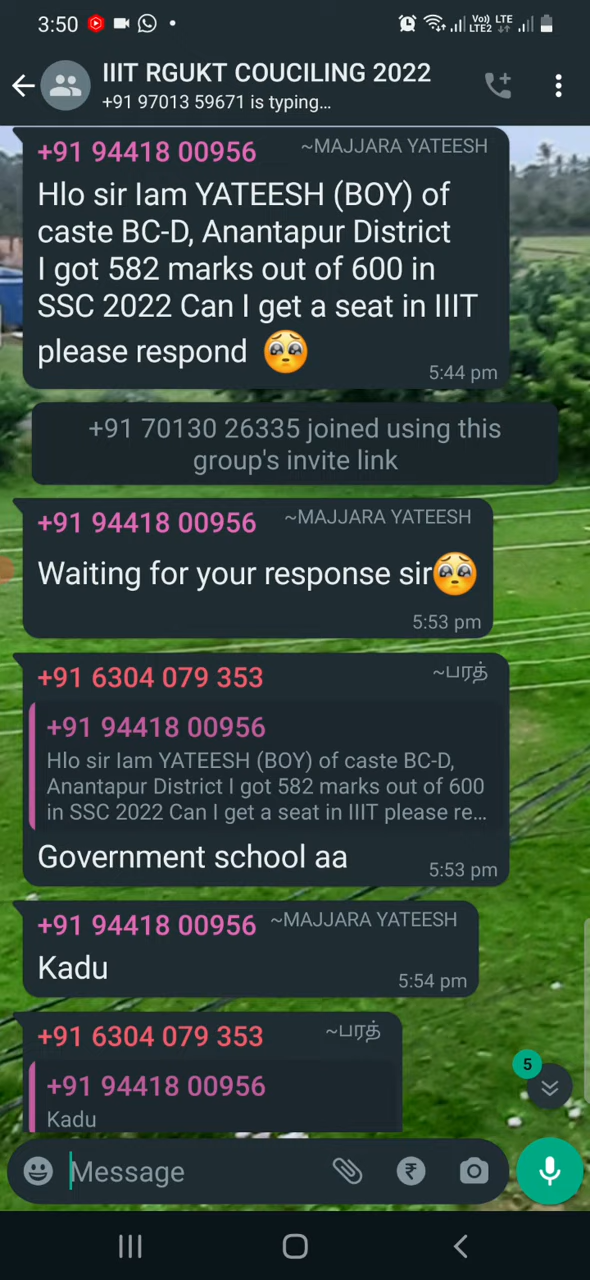 3:50
Vo)) LTE
LTE2
IIIT RGUKT COUCILING 2022
+91 97013 59671 is typing...
+91 94418 00956 ~MAJJARA YATEESH
Hlo sir Iam YATEESH (BOY) of
caste BC-D, Anantapur District
I got 582 marks out of 600 in
SSC 2022 Can I get a seat in IIIT
please respond 🥺
5:44 pm
+91 70130 26335 joined using this
group's invite link
+91 94418 00956 ~MAJJARA YATEESH
Waiting for your response sir🥺
5:53 pm
+91 6304 079 353 ~பரத்
+91 94418 00956
Hlo sir Iam YATEESH (BOY) of caste BC-D,
Anantapur District I got 582 marks out of 600
in SSC 2022 Can I get a seat in IIIT please re...
Government school aa
5:53 pm
+91 94418 00956 ~MAJJARA YATEESH
Kadu
5:54 pm
+91 6304 079 353 ~பரத்
+91 94418 00956
Kadu
5
Message
₹